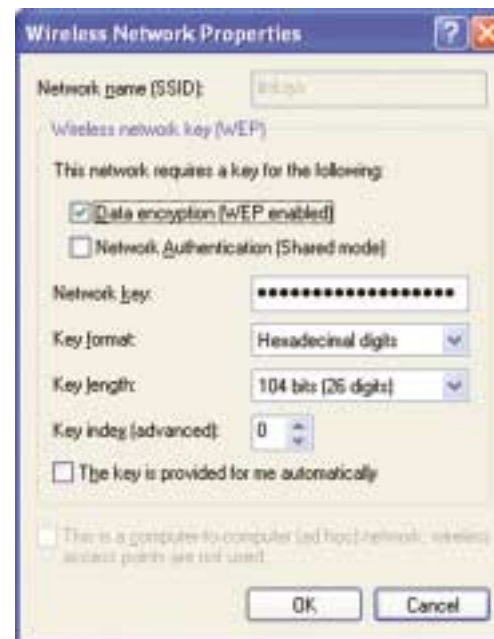 Wireless Network Properties
Network name (SSID): linksys
Wireless network key (WEP)
This network requires a key for the following:
Data encryption (WEP enabled)
Network Authentication (Shared mode)
Network key: ••••••••••••••••••
Key format: Hexadecimal digits
Key length: 104 bits (26 digits)
Key index (advanced): 0
The key is provided for me automatically
This is a computer-to-computer (ad hoc) network; wireless
access points are not used
OK Cancel